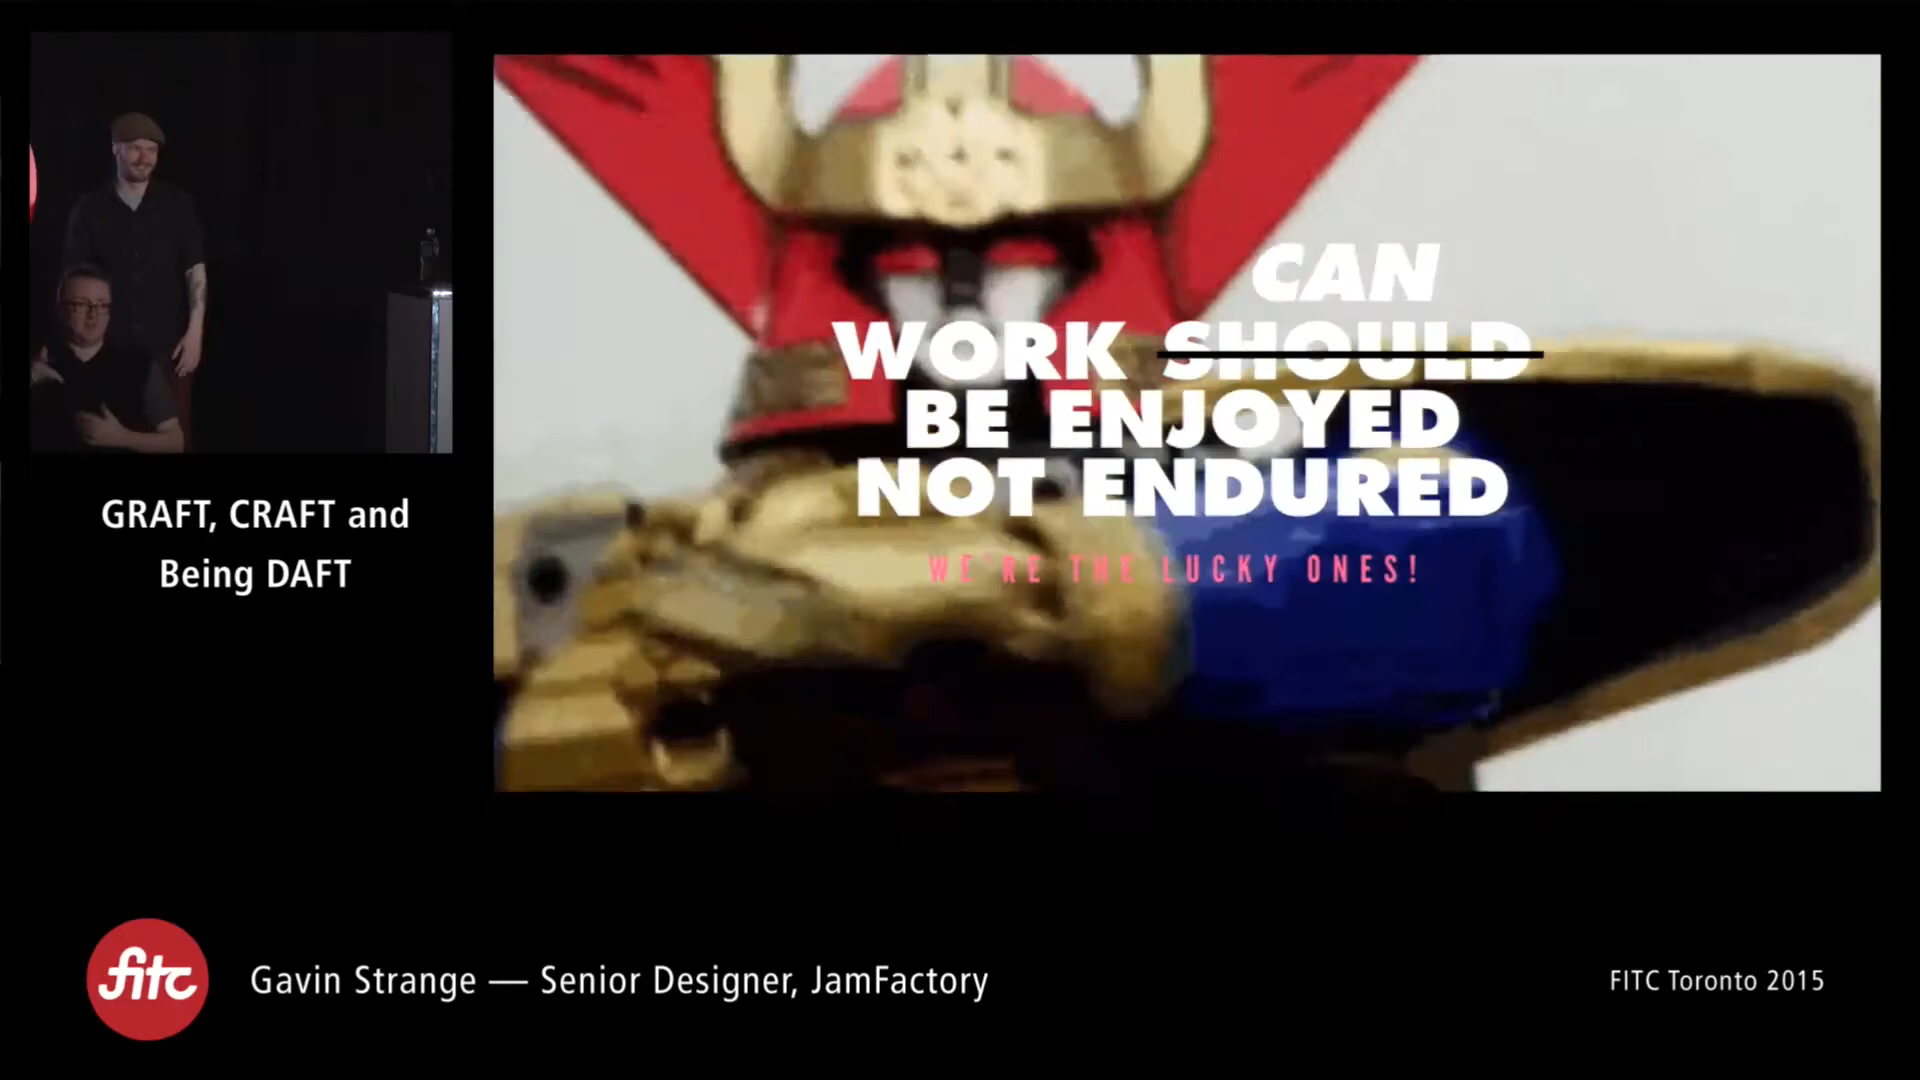 CAN
WORK SHOULD
BE ENJOYED
NOT ENDURED
WE'RE THE LUCKY ONES!
GRAFT, CRAFT and
Being DAFT
fitc
Gavin Strange — Senior Designer, JamFactory
FITC Toronto 2015